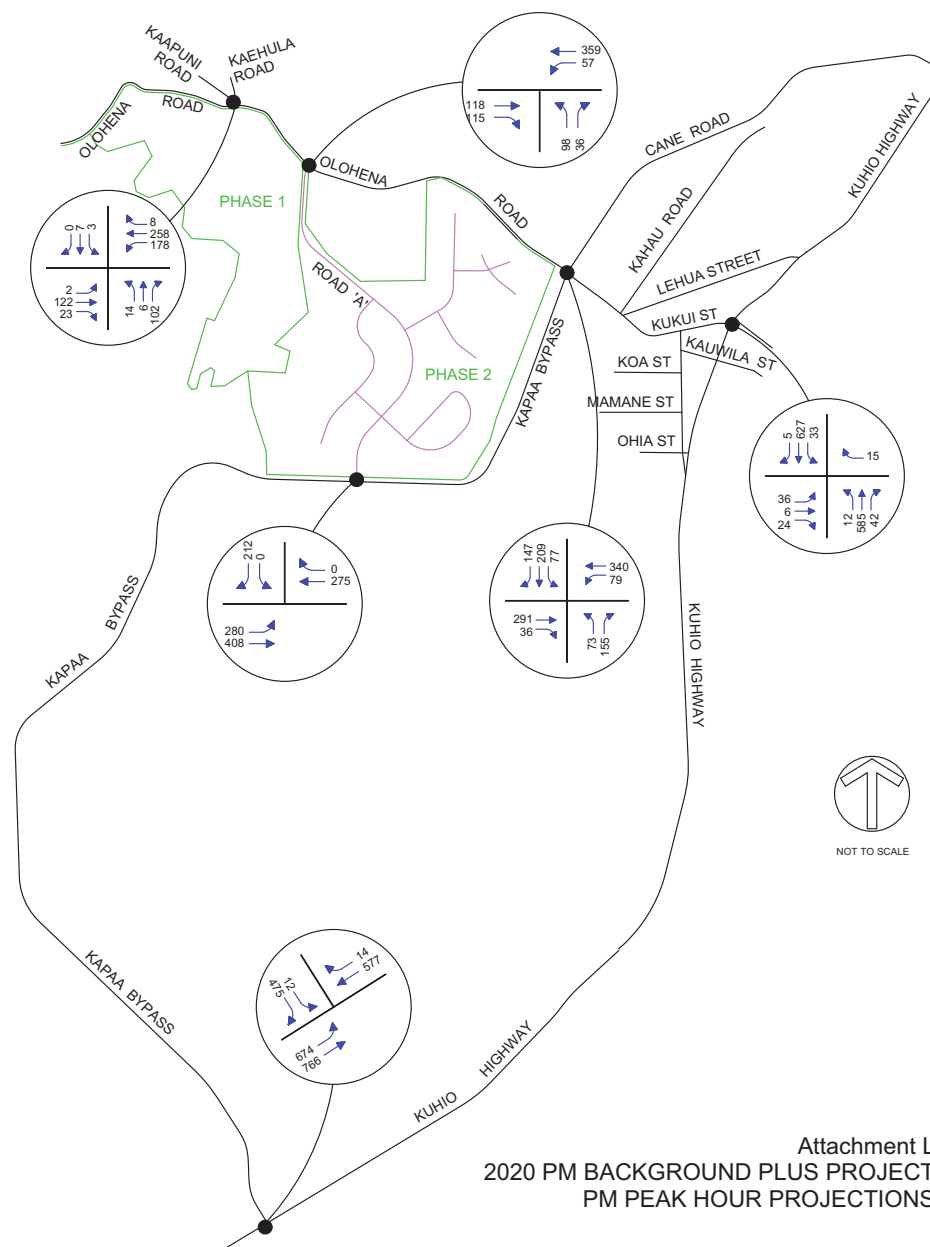 KAAPUNI
ROAD
KAEHULA
ROAD
OLOHENA
ROAD
359
57
118
115
98
36
OLOHENA
ROAD
CANE ROAD
KAHAU ROAD
KUHIO HIGHWAY
LEHUA STREET
PHASE 1
0
7
3
8
258
178
2
122
23
14
6
102
ROAD 'A'
KUKUI ST
KAUWILA ST
KOA ST
MAMANE ST
OHIA ST
PHASE 2
KAPAA BYPASS
5
627
33
15
36
6
24
12
585
42
212
0
0
275
280
408
147
209
77
340
79
291
36
73
155
KAPAA
BYPASS
KUHIO HIGHWAY
NOT TO SCALE
KAPAA BYPASS
475
12
14
577
674
766
KUHIO
HIGHWAY
Attachment L
2020 PM BACKGROUND PLUS PROJECT
PM PEAK HOUR PROJECTIONS